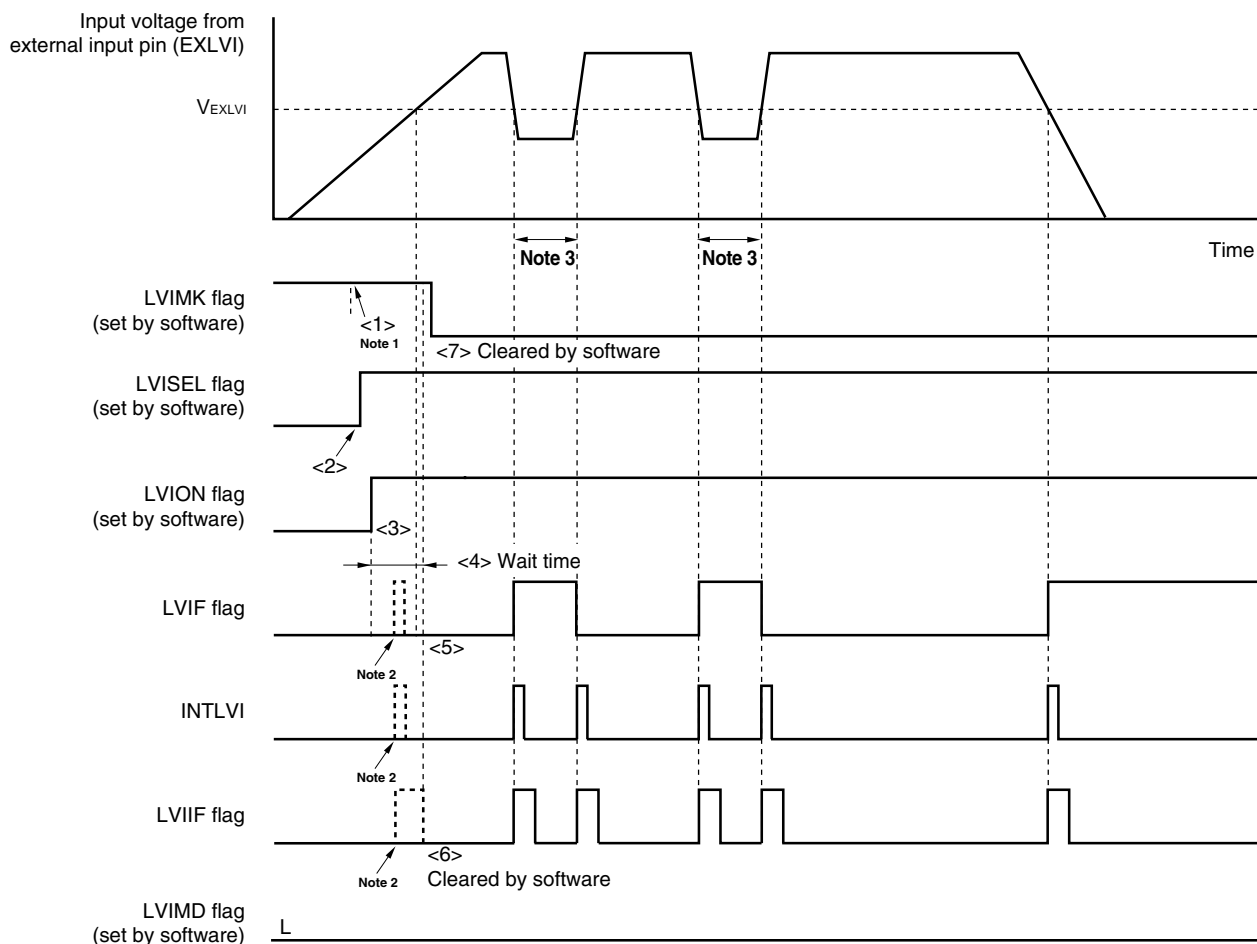 Input voltage from
external input pin (EXLVI)
VEXLVI
Time
Note 3
Note 3
LVIMK flag
(set by software)
<1>
Note 1
<7> Cleared by software
LVISEL flag
(set by software)
<2>
LVION flag
(set by software)
<3>
<4> Wait time
LVIF flag
<5>
Note 2
INTLVI
Note 2
LVIIF flag
<6>
Cleared by software
Note 2
LVIMD flag
(set by software)
L